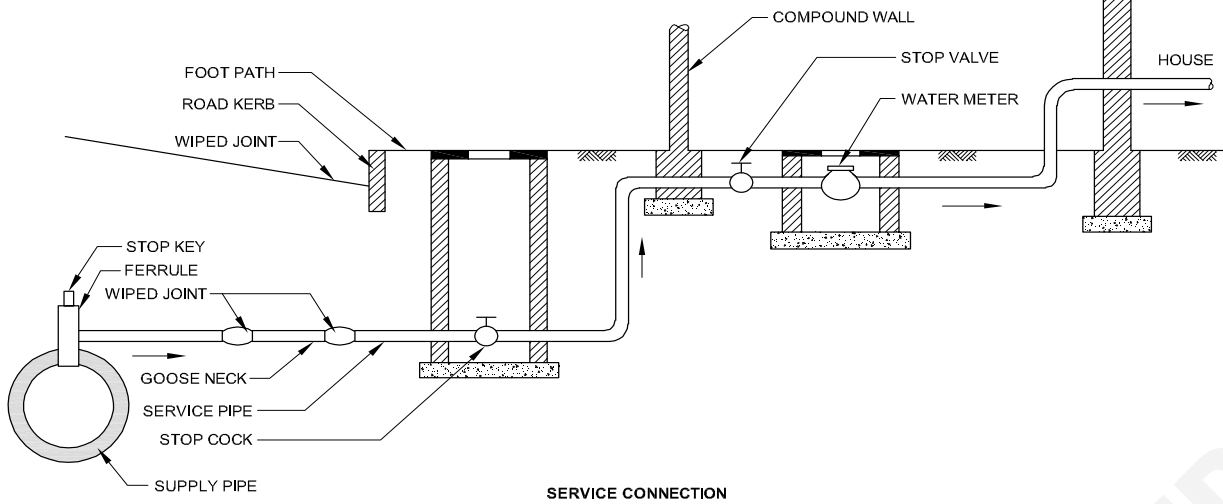 COMPOUND WALL
FOOT PATH
STOP VALVE
HOUSE
ROAD KERB
WATER METER
WIPED JOINT
STOP KEY
FERRULE
WIPED JOINT
GOOSE NECK
SERVICE PIPE
STOP COCK
SUPPLY PIPE
SERVICE CONNECTION